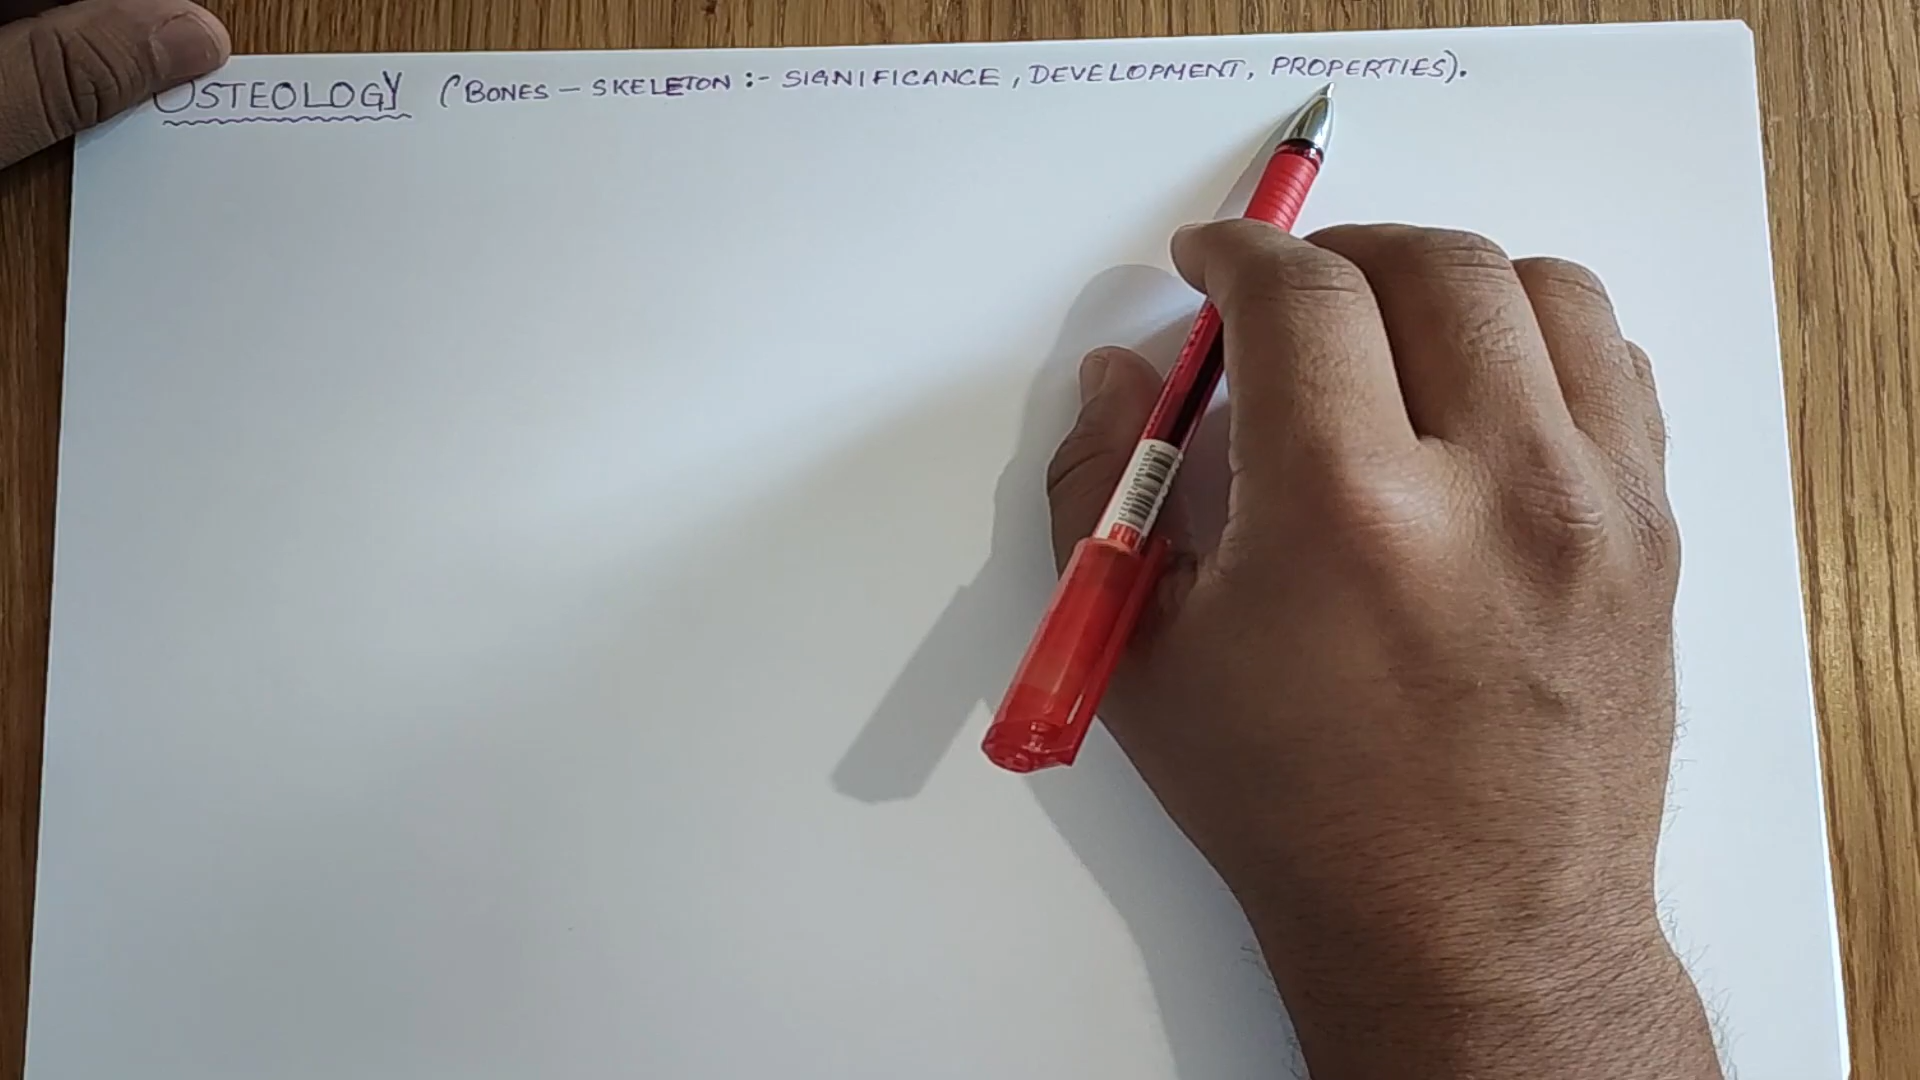 OSTEOLOGY (BONES – SKELETON :- SIGNIFICANCE, DEVELOPMENT, PROPERTIES).